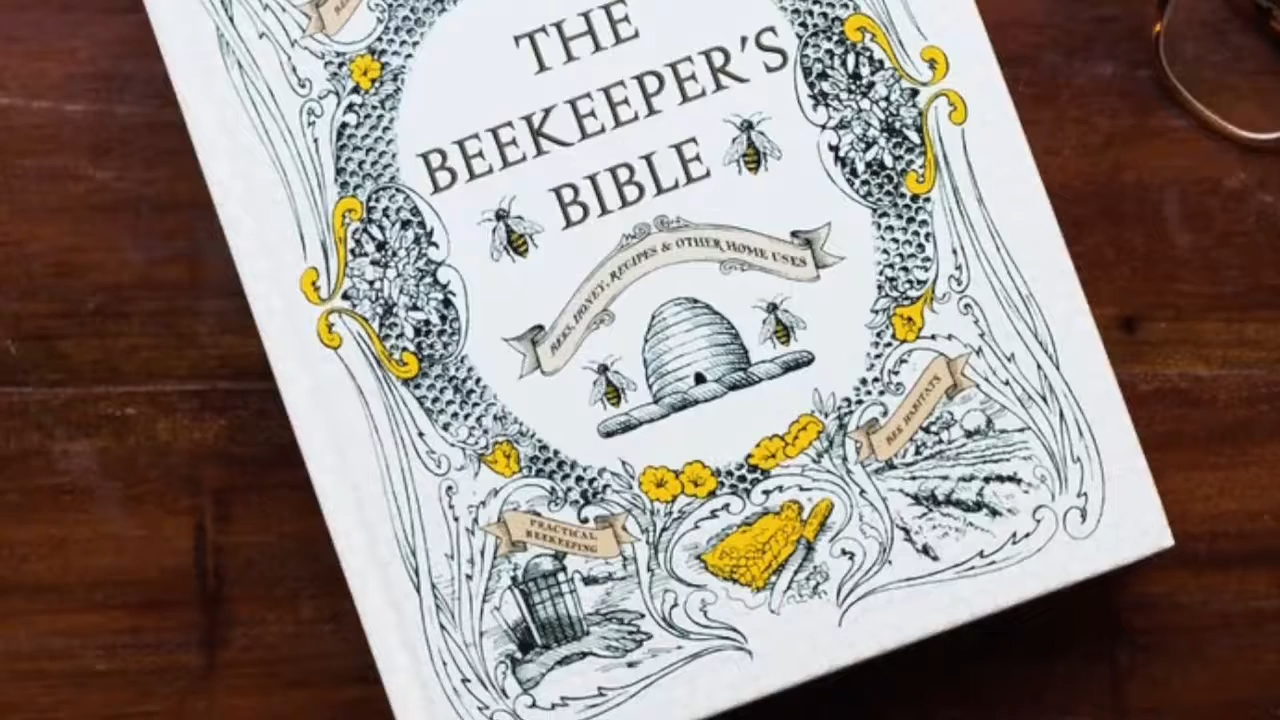 THE
BEEKEEPER'S
BIBLE
BEES, HONEY, RECIPES & OTHER HOME USES
BEE HABITATS
PRACTICAL
BEEKEEPING